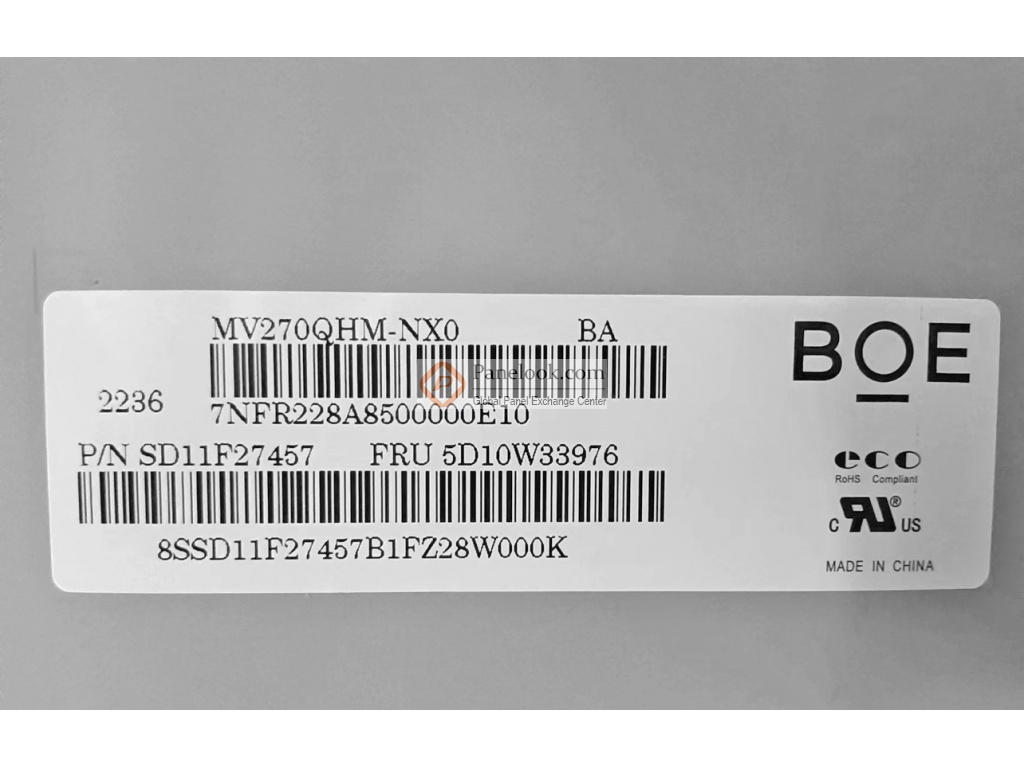 MV270QHM-NX0 BA
BOE
Panelook.com
Global Panel Exchange Center
2236
7NFR228A8500000E10
P/N SD11F27457 FRU 5D10W33976
eco
RoHS Compliant
c RU ® US
8SSD11F27457B1FZ28W000K
MADE IN CHINA